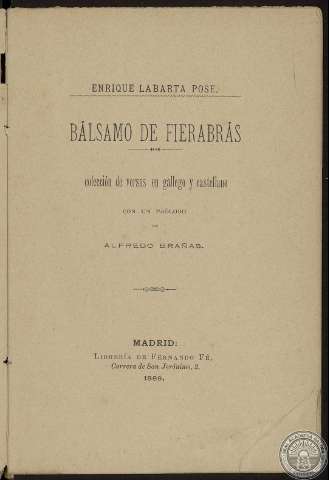 ENRIQUE LABARTA POSE.
BÁLSAMO DE FIERABRÁS
colección de versos en gallego y castellano
CON UN PRÓLOGO
DE
ALFREDO BRAÑAS.
MADRID:
LIBRERÍA DE FERNANDO FÉ,
Carrera de San Jerónimo, 2.
1889.